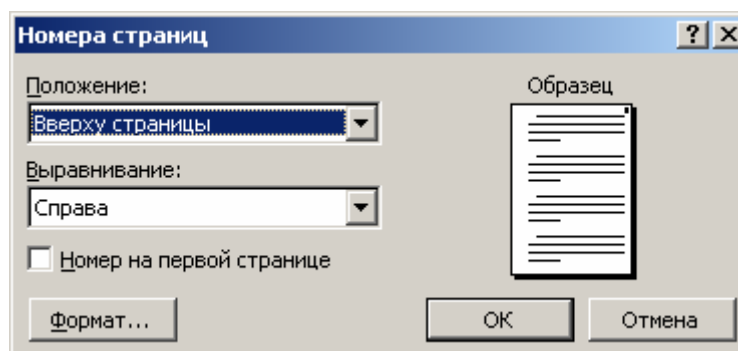 Номера страниц
Положение:
Образец
Вверху страницы
Выравнивание:
Справа
Номер на первой странице
Формат...
ОК
Отмена